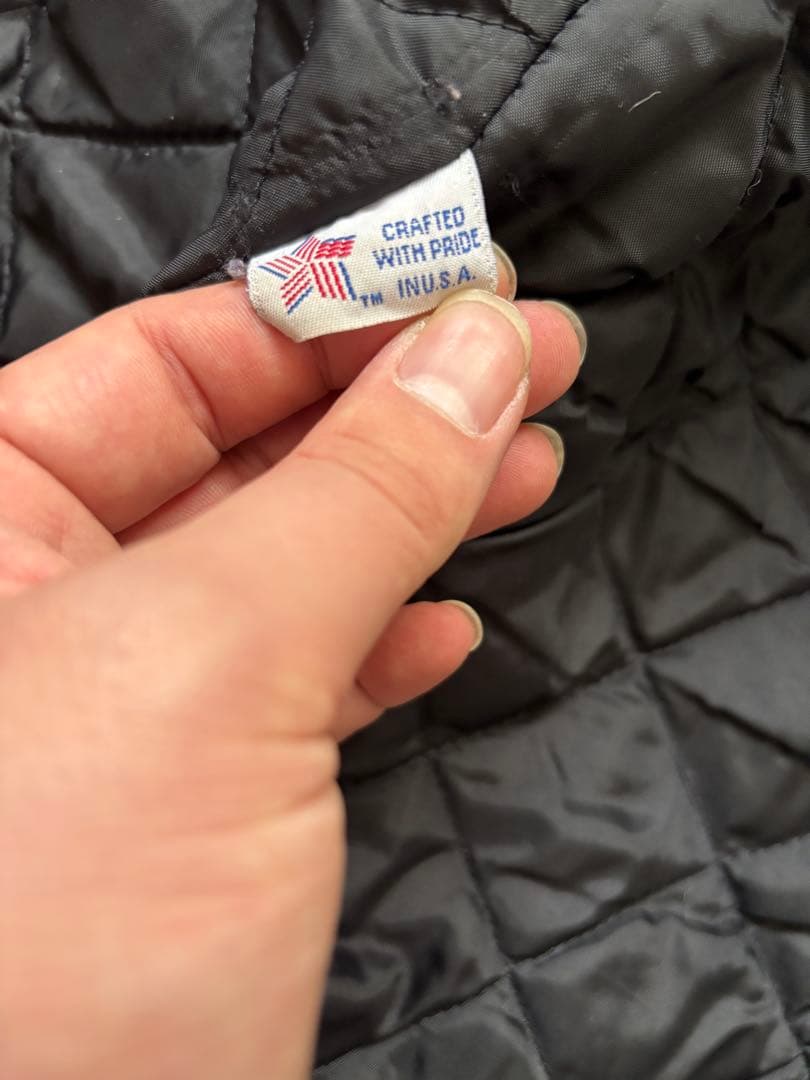 CRAFTED
WITH PRIDE
IN U.S.A.
TM